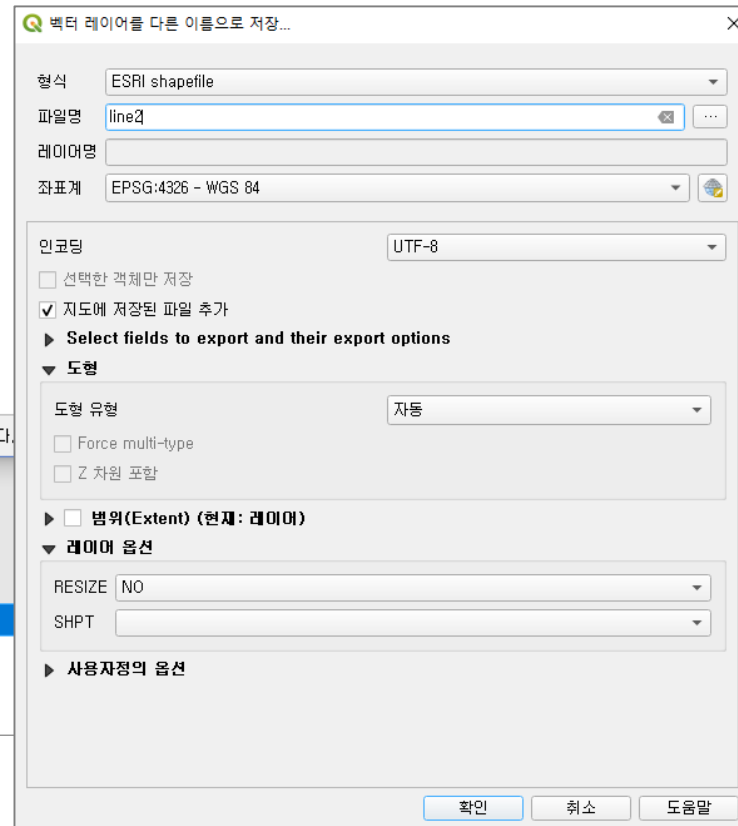 벡터 레이어를 다른 이름으로 저장...
형식 ESRI shapefile
파일명 line2
레이어명
좌표계 EPSG:4326 - WGS 84
인코딩 UTF-8
선택한 객체만 저장
지도에 저장된 파일 추가
Select fields to export and their export options
도형
도형 유형 자동
다.
Force multi-type
Z 차원 포함
범위(Extent) (현재: 레이어)
레이어 옵션
RESIZE NO
SHPT
사용자정의 옵션
확인 취소 도움말